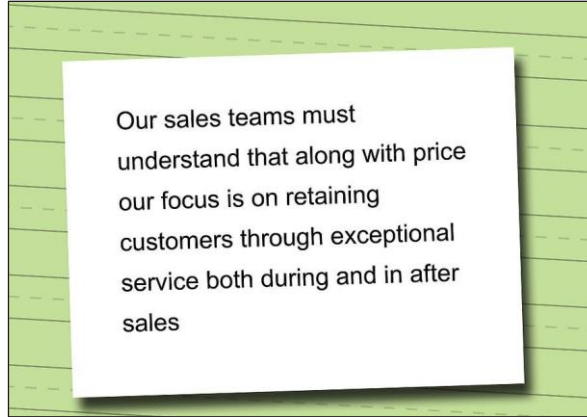 Our sales teams must
understand that along with price
our focus is on retaining
customers through exceptional
service both during and in after
sales